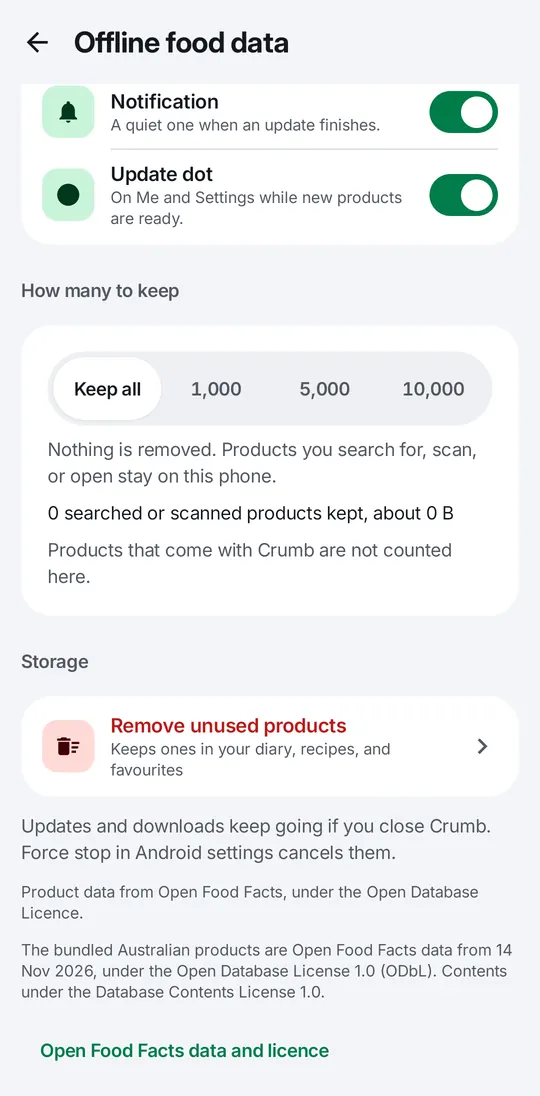 Offline food data
Notification
A quiet one when an update finishes.
Update dot
On Me and Settings while new products
are ready.
How many to keep
Keep all
1,000
5,000
10,000
Nothing is removed. Products you search for, scan,
or open stay on this phone.
0 searched or scanned products kept, about 0 B
Products that come with Crumb are not counted
here.
Storage
Remove unused products
Keeps ones in your diary, recipes, and
favourites
Updates and downloads keep going if you close Crumb.
Force stop in Android settings cancels them.
Product data from Open Food Facts, under the Open Database
Licence.
The bundled Australian products are Open Food Facts data from 14
Nov 2026, under the Open Database License 1.0 (ODbL). Contents
under the Database Contents License 1.0.
Open Food Facts data and licence